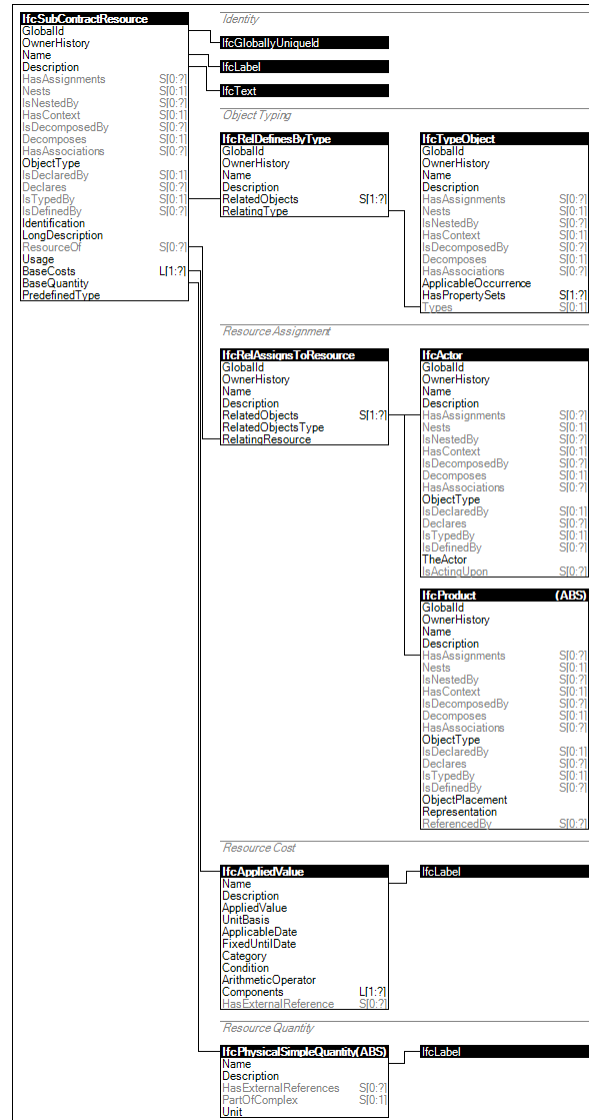 IfcSubContractResource
GlobalId
OwnerHistory
Name
Description
HasAssignments S[0:?]
Nests S[0:1]
IsNestedBy S[0:?]
HasContext S[0:1]
IsDecomposedBy S[0:?]
Decomposes S[0:1]
HasAssociations S[0:?]
ObjectType
IsDeclaredBy S[0:1]
Declares S[0:?]
IsTypedBy S[0:1]
IsDefinedBy S[0:?]
Identification
LongDescription
ResourceOf S[0:?]
Usage
BaseCosts L[1:?]
BaseQuantity
PredefinedType
Identity
IfcGloballyUniqueId
IfcLabel
IfcText
Object Typing
IfcRelDefinesByType
GlobalId
OwnerHistory
Name
Description
RelatedObjects S[1:?]
RelatingType
IfcTypeObject
GlobalId
OwnerHistory
Name
Description
HasAssignments S[0:?]
Nests S[0:1]
IsNestedBy S[0:?]
HasContext S[0:1]
IsDecomposedBy S[0:?]
Decomposes S[0:1]
HasAssociations S[0:?]
ApplicableOccurrence
HasPropertySets S[1:?]
Types S[0:1]
Resource Assignment
IfcRelAssignsToResource
GlobalId
OwnerHistory
Name
Description
RelatedObjects S[1:?]
RelatedObjectsType
RelatingResource
IfcActor
GlobalId
OwnerHistory
Name
Description
HasAssignments S[0:?]
Nests S[0:1]
IsNestedBy S[0:?]
HasContext S[0:1]
IsDecomposedBy S[0:?]
Decomposes S[0:1]
HasAssociations S[0:?]
ObjectType
IsDeclaredBy S[0:1]
Declares S[0:?]
IsTypedBy S[0:1]
IsDefinedBy S[0:?]
TheActor
IsActingUpon S[0:?]
IfcProduct (ABS)
GlobalId
OwnerHistory
Name
Description
HasAssignments S[0:?]
Nests S[0:1]
IsNestedBy S[0:?]
HasContext S[0:1]
IsDecomposedBy S[0:?]
Decomposes S[0:1]
HasAssociations S[0:?]
ObjectType
IsDeclaredBy S[0:1]
Declares S[0:?]
IsTypedBy S[0:1]
IsDefinedBy S[0:?]
ObjectPlacement
Representation
ReferencedBy S[0:?]
Resource Cost
IfcAppliedValue
Name
Description
AppliedValue
UnitBasis
ApplicableDate
FixedUntilDate
Category
Condition
ArithmeticOperator
Components L[1:?]
HasExternalReference S[0:?]
IfcLabel
Resource Quantity
IfcPhysicalSimpleQuantity(ABS)
Name
Description
HasExternalReferences S[0:?]
PartOfComplex S[0:1]
Unit
IfcLabel